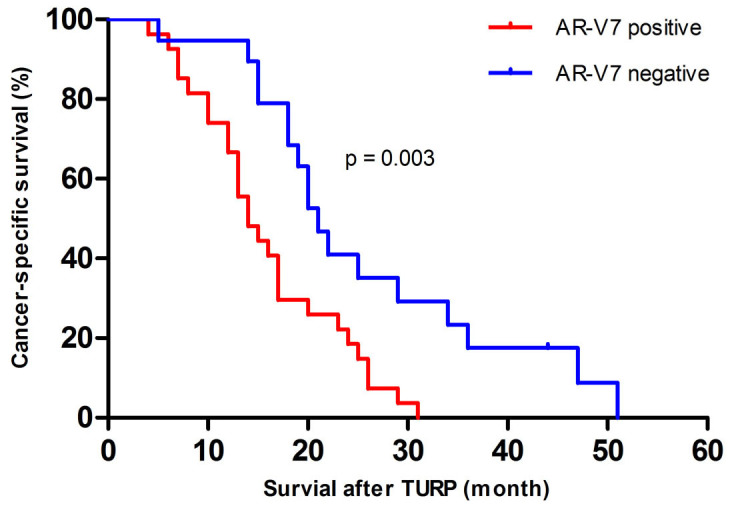 100
80
60
40
20
0
Cancer-specific survival (%)
AR-V7 positive
AR-V7 negative
p = 0.003
0 10 20 30 40 50 60
Survial after TURP (month)